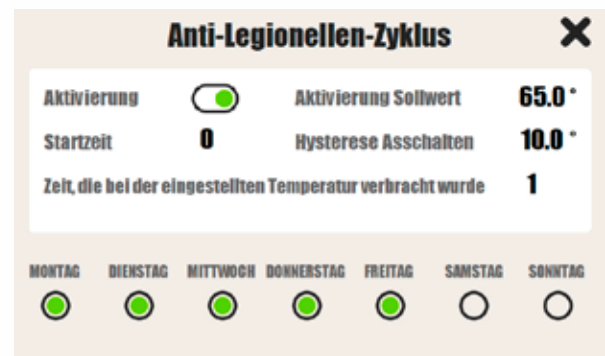 Anti-Legionellen-Zyklus
Aktivierung Aktivierung Sollwert 65.0 °
Startzeit 0 Hysterese Asschalten 10.0 °
Zeit, die bei der eingestellten Temperatur verbracht wurde 1
MONTAG DIENSTAG MITTWOCH DONNERSTAG FREITAG SAMSTAG SONNTAG